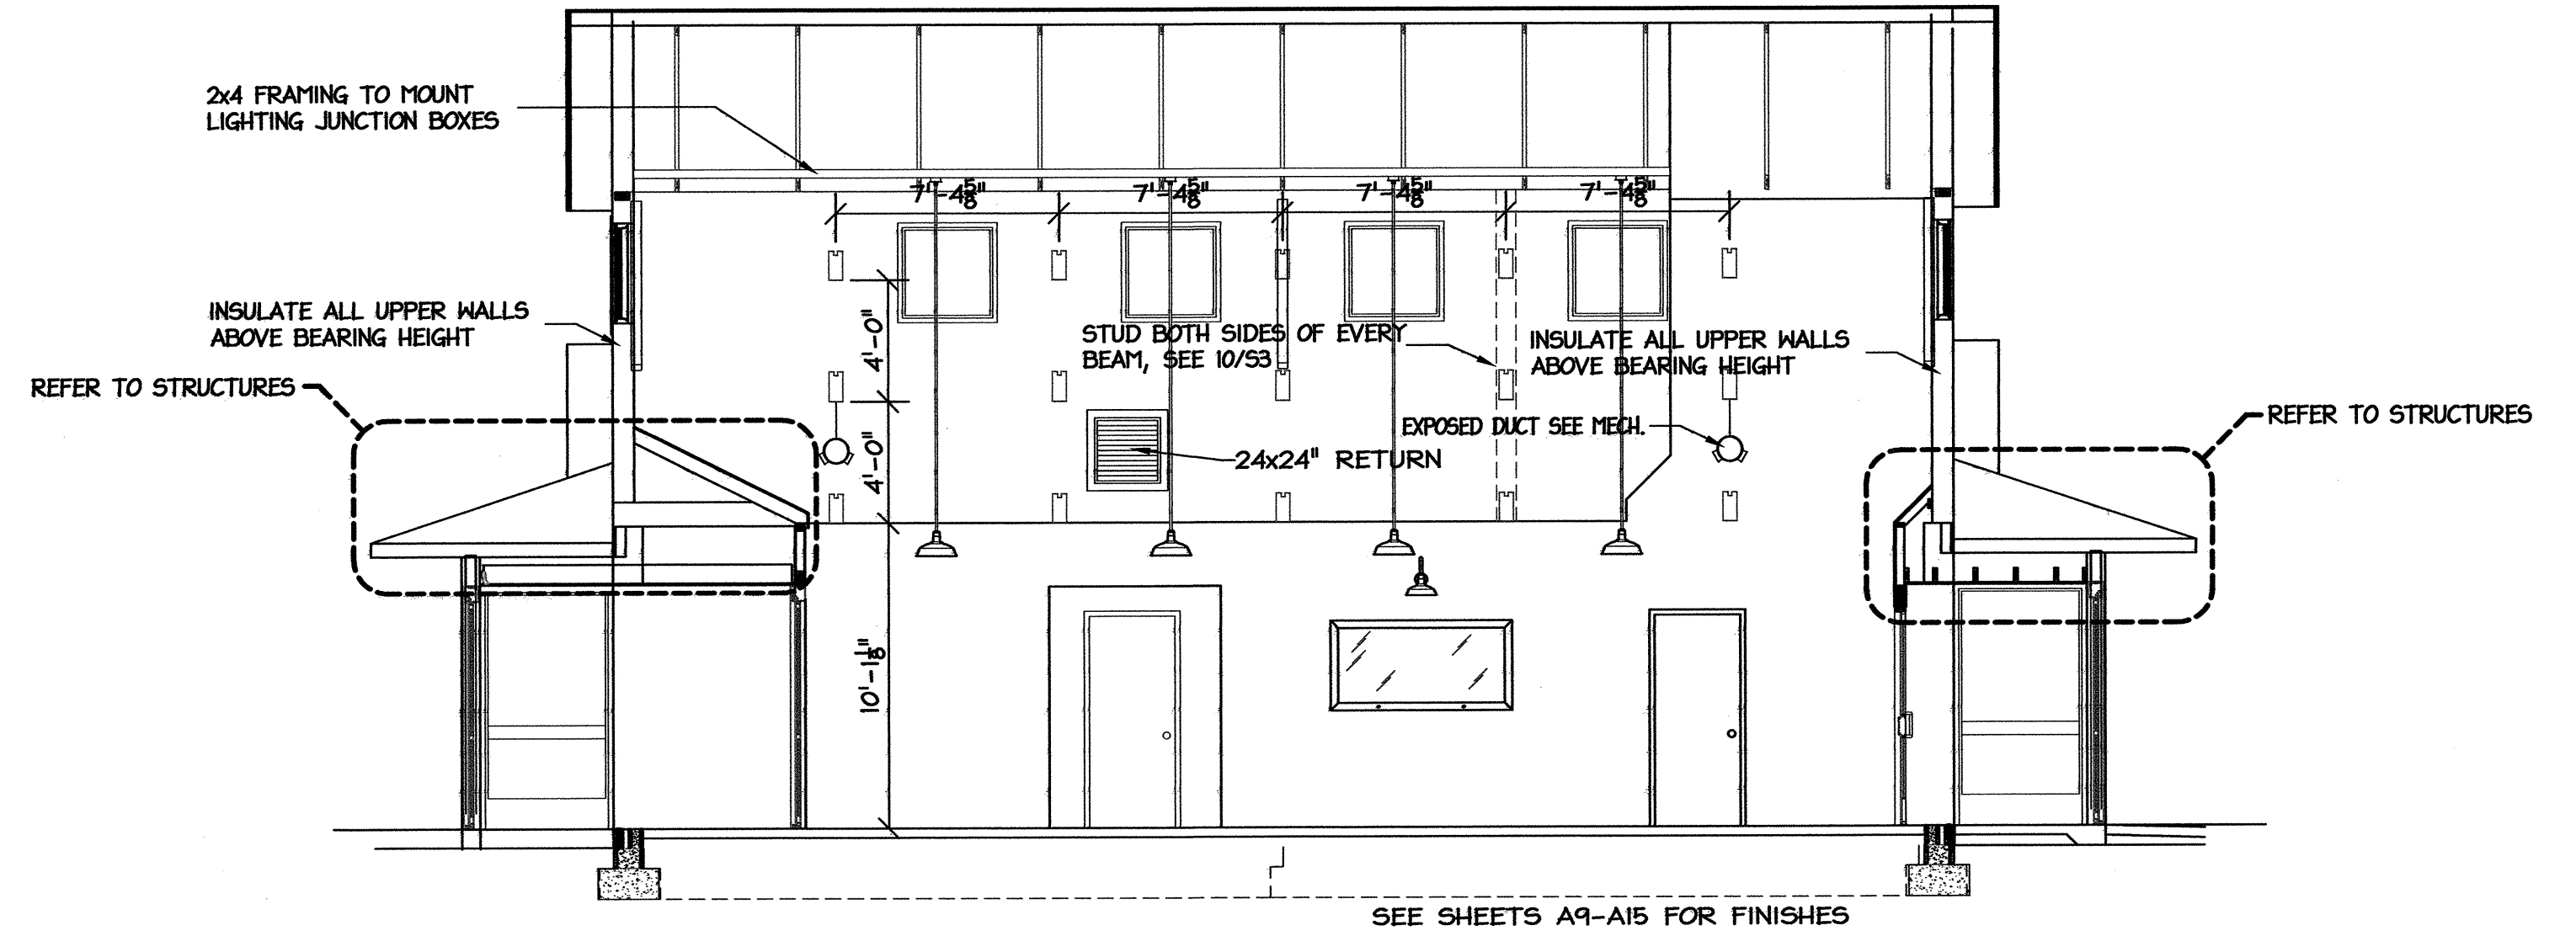 2x4 FRAMING TO MOUNT
LIGHTING JUNCTION BOXES
7'-4 5/8" 7'-4 5/8" 7'-4 5/8" 7'-4 5/8"
INSULATE ALL UPPER WALLS
ABOVE BEARING HEIGHT
4'-0"
STUD BOTH SIDES OF EVERY
BEAM, SEE 10/S3
INSULATE ALL UPPER WALLS
ABOVE BEARING HEIGHT
REFER TO STRUCTURES
REFER TO STRUCTURES
EXPOSED DUCT SEE MECH.
4'-0"
24x24" RETURN
10'-1 1/8"
SEE SHEETS A9-A15 FOR FINISHES